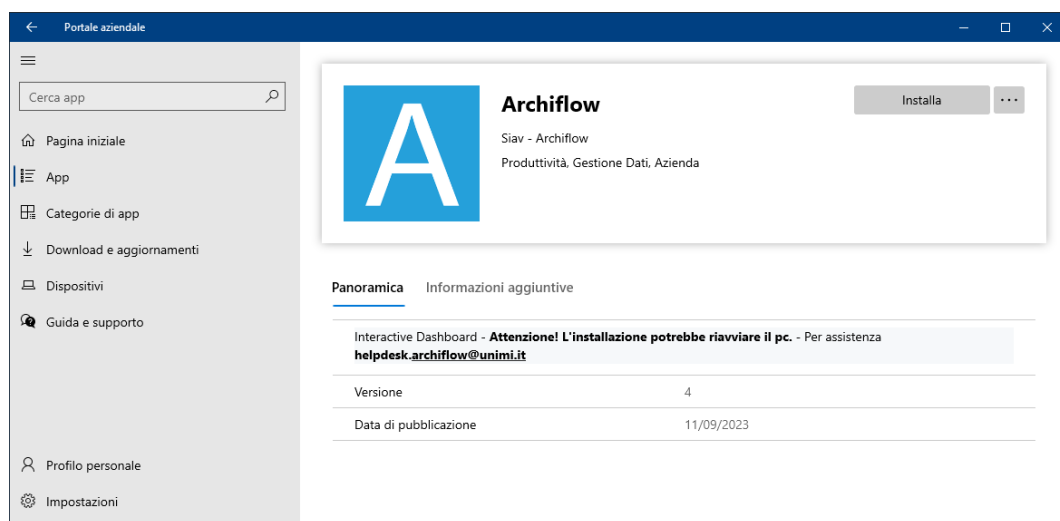 Portale aziendale
Cerca app
Pagina iniziale
App
Categorie di app
Download e aggiornamenti
Dispositivi
Guida e supporto
Profilo personale
Impostazioni
A
Archiflow
Siav - Archiflow
Produttività, Gestione Dati, Azienda
Installa
Panoramica Informazioni aggiuntive
Interactive Dashboard - Attenzione! L'installazione potrebbe riavviare il pc. - Per assistenza
helpdesk.archiflow@unimi.it
Versione 4
Data di pubblicazione 11/09/2023